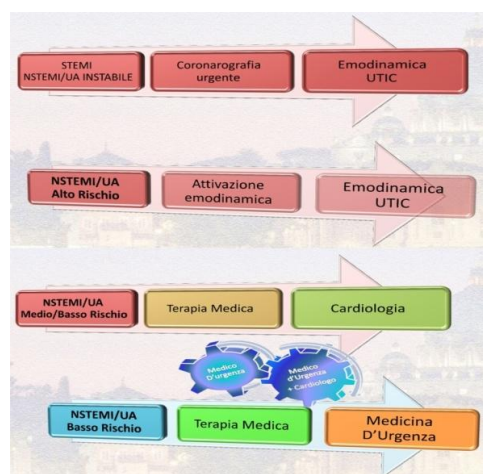 STEMI
NSTEMI/UA INSTABILE
Coronarografia
urgente
Emodinamica
UTIC
NSTEMI/UA
Alto Rischio
Attivazione
emodinamica
Emodinamica
UTIC
NSTEMI/UA
Medio/Basso Rischio
Terapia Medica
Cardiologia
Medico
D'urgenza
Medico
d'Urgenza
+ Cardiologo
NSTEMI/UA
Basso Rischio
Terapia Medica
Medicina
D'Urgenza